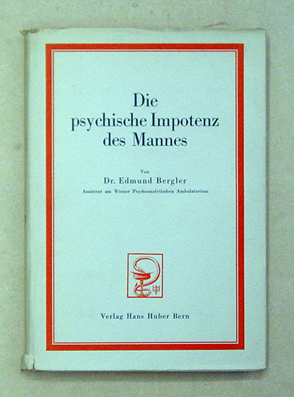 Die
psychische Impotenz
des Mannes
Von
Dr. Edmund Bergler
Assistent am Wiener Psychoanalytischen Ambulatorium
Verlag Hans Huber Bern